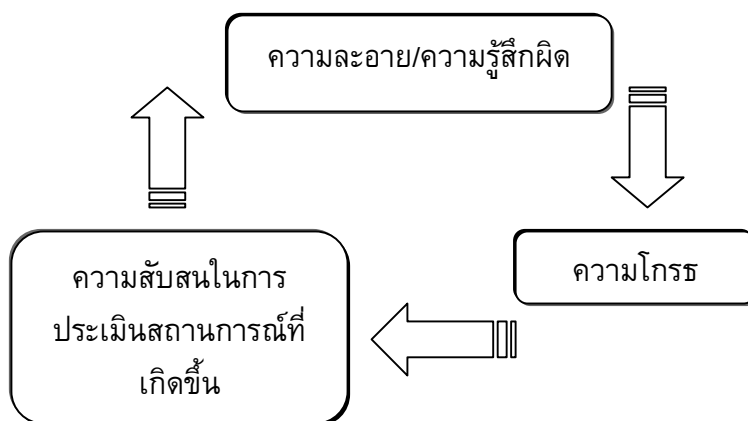 ความละอาย/ความรู้สึกผิด
ความโกรธ
ความสับสนในการ
ประเมินสถานการณ์ที่
เกิดขึ้น